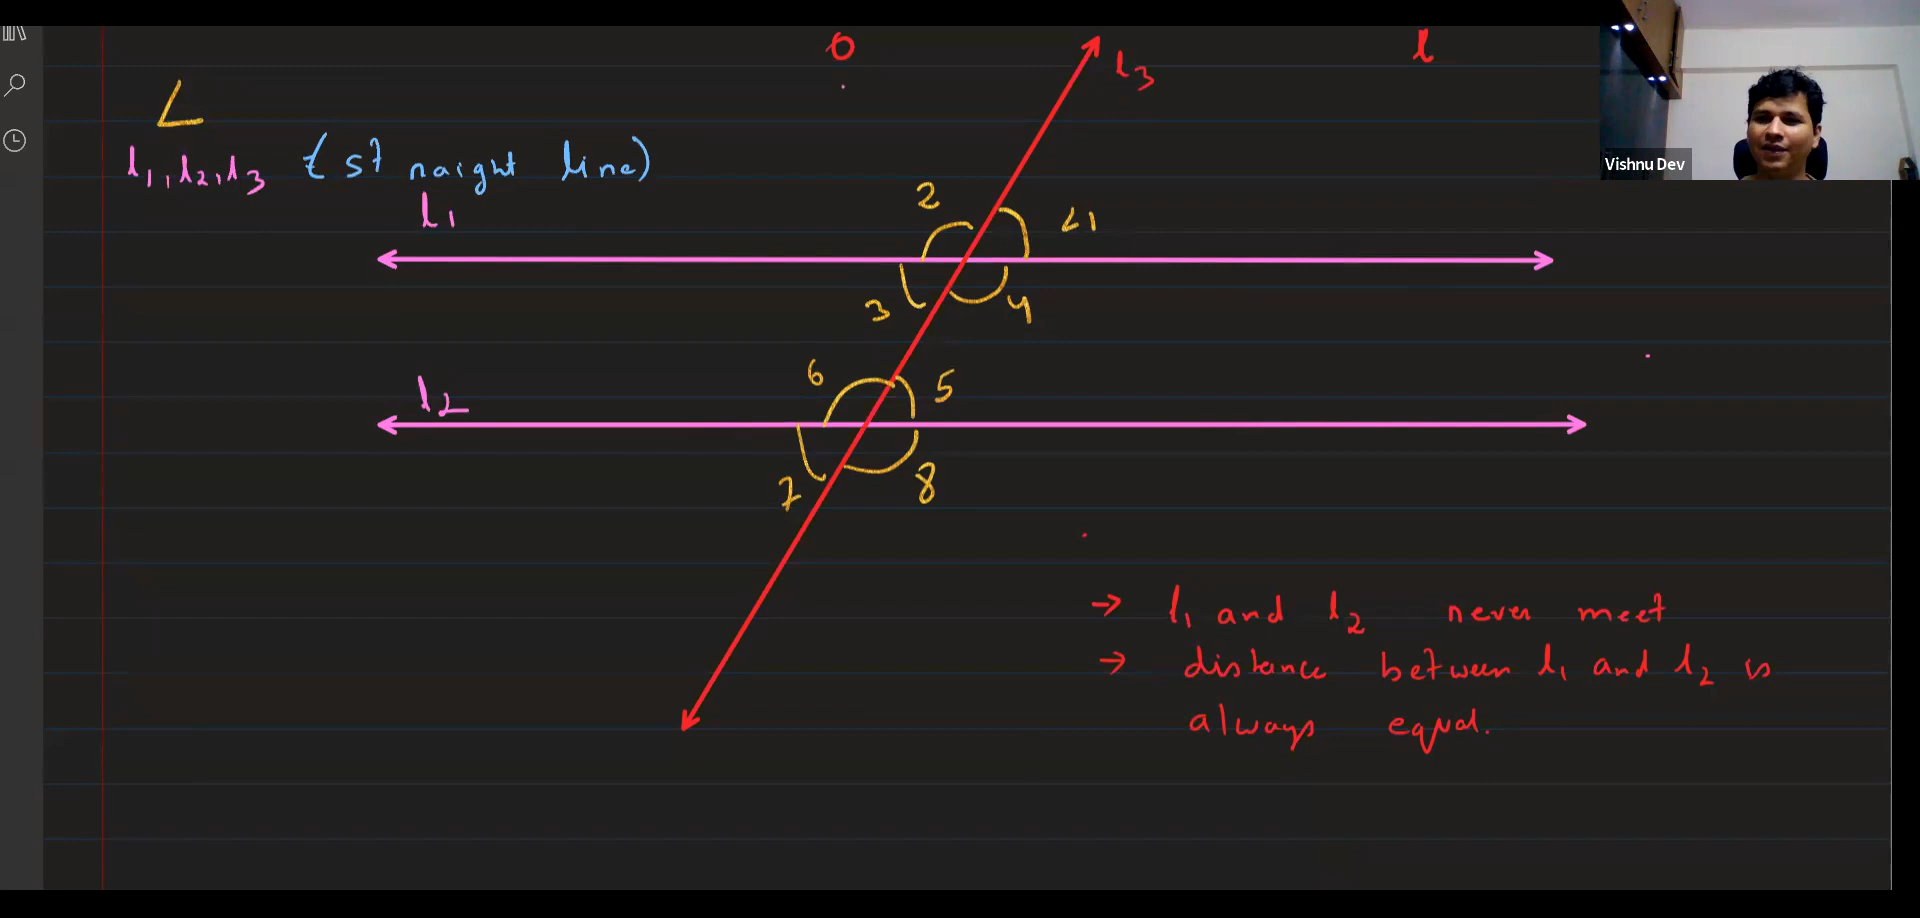 O l
l3
Vishnu Dev
∠
l1, l2, l3 (straight line)
l1
2 ∠1
3 4
l2
6 5
7 8
→ l1 and l2 never meet
→ distance between l1 and l2 is
always equal.